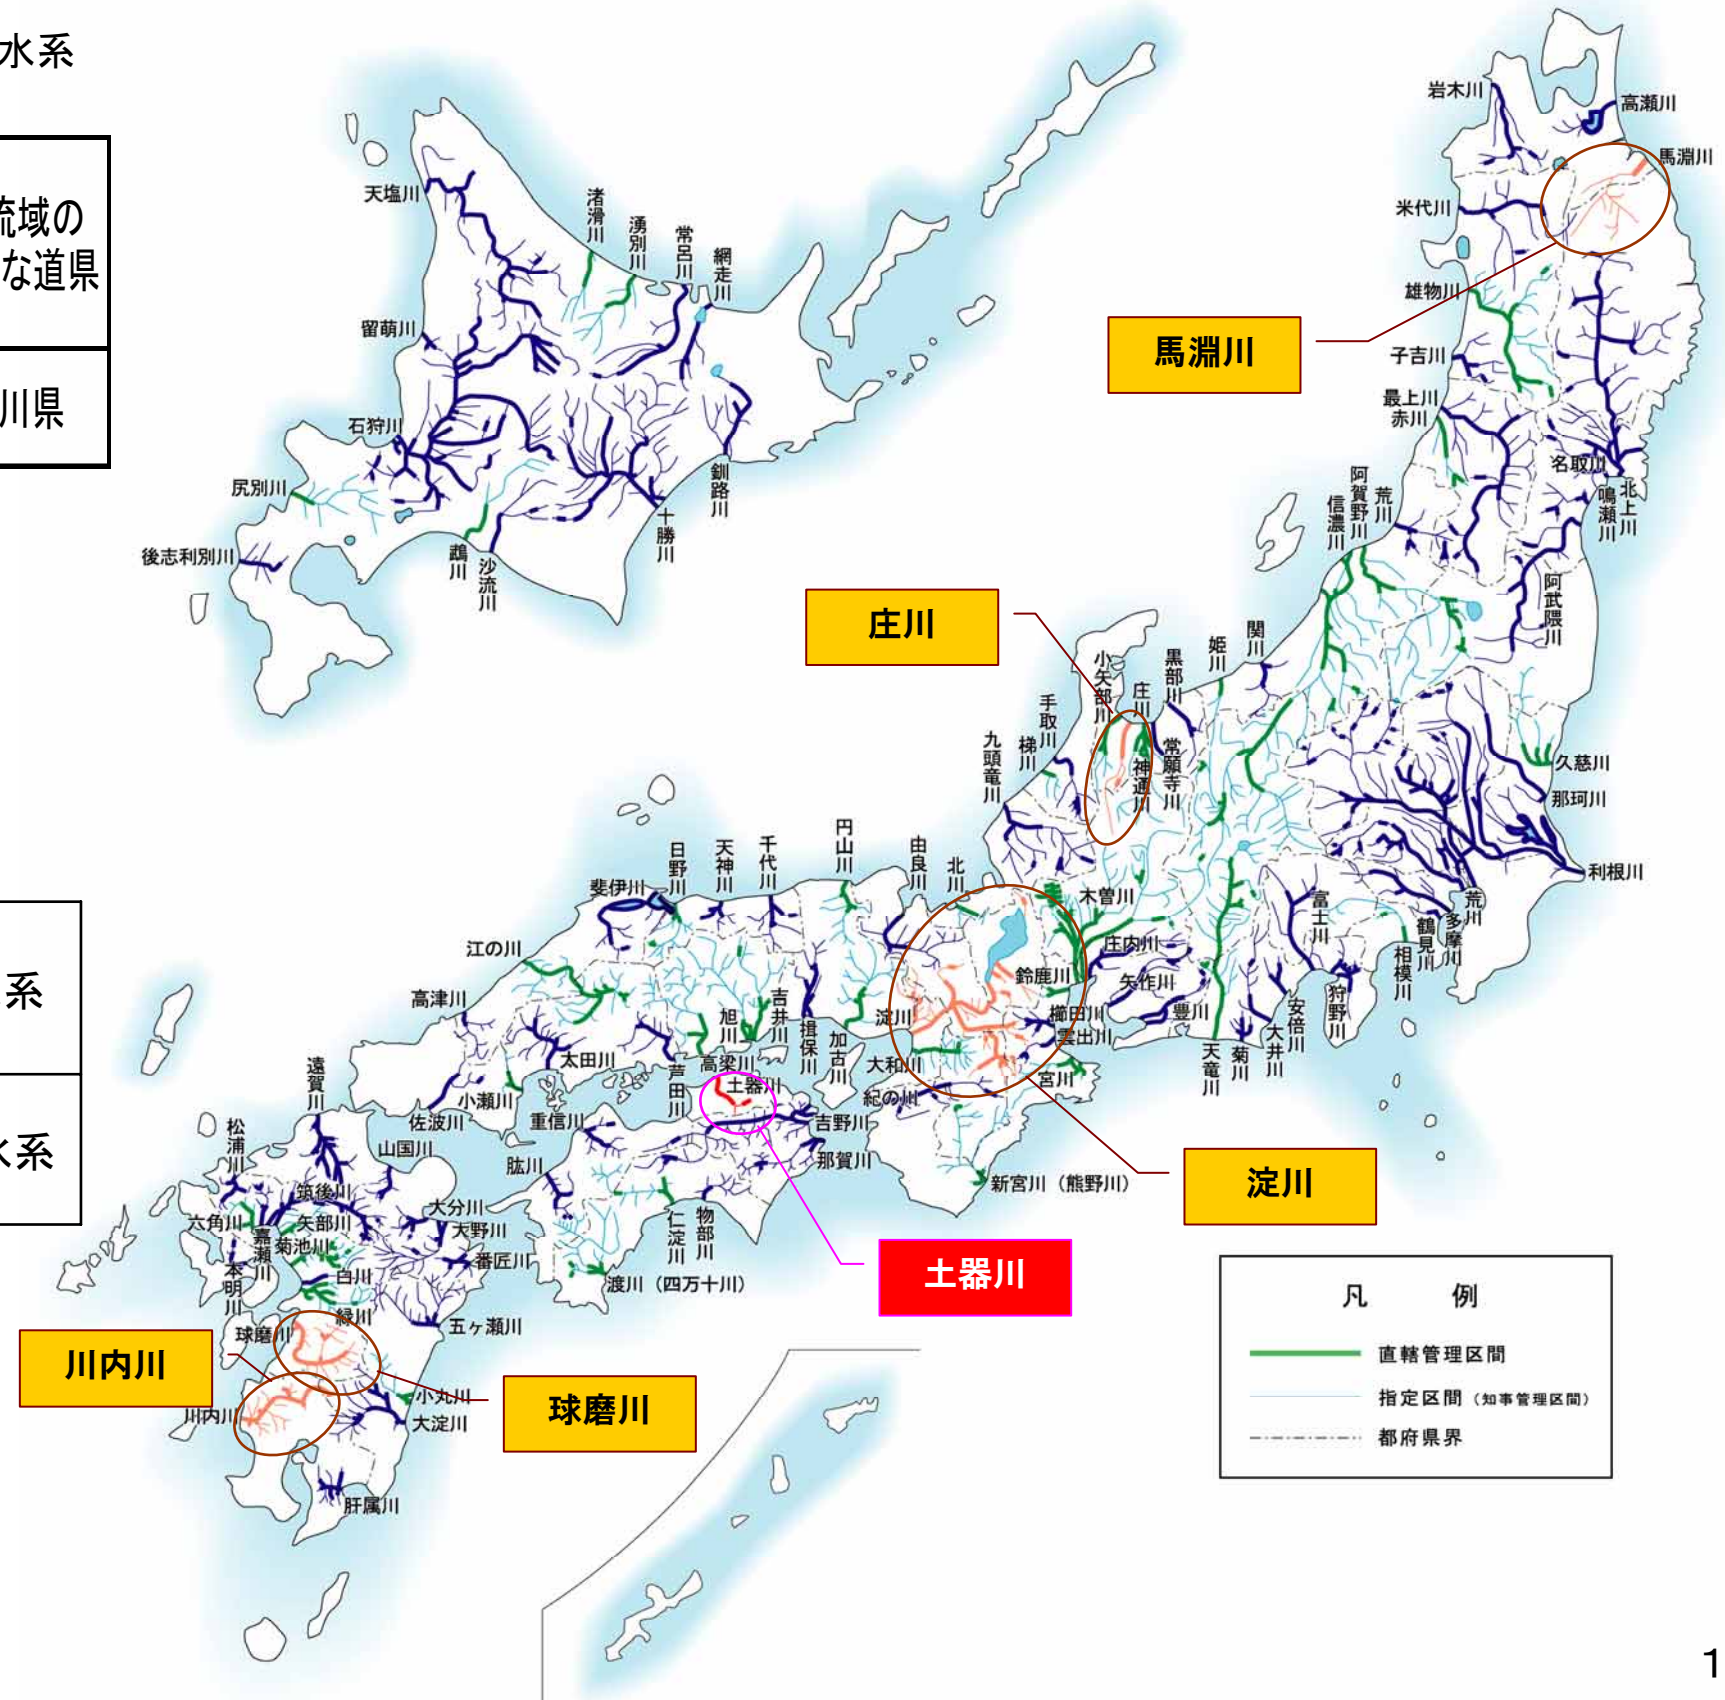 水系
流域の
な道県
川県
系
水系
天塩川
留萌川
石狩川
尻別川
後志利別川
渚滑川
湧別川
常呂川
網走川
鵡川
沙流川
十勝川
釧路川
岩木川
高瀬川
馬淵川
米代川
雄物川
子吉川
最上川
赤川
名取川
鳴瀬川
北上川
荒川
阿賀野川
信濃川
阿武隈川
馬淵川
庄川
関川
姫川
黒部川
庄川
小矢部川
手取川
梯川
九頭竜川
神通川
常願寺川
久慈川
那珂川
利根川
荒川
多摩川
鶴見川
相模川
富士川
狩野川
安倍川
大井川
菊川
天竜川
豊川
矢作川
庄内川
木曽川
鈴鹿川
櫛田川
雲出川
宮川
北川
由良川
円山川
千代川
天神川
日野川
斐伊川
江の川
高津川
淀川
大和川
紀の川
加古川
揖保川
吉井川
旭川
高梁川
芦田川
太田川
小瀬川
佐波川
土器川
重信川
吉野川
那賀川
肱川
物部川
仁淀川
渡川（四万十川）
新宮川（熊野川）
淀川
土器川
遠賀川
松浦川
山国川
筑後川
大分川
六角川
矢部川
大野川
嘉瀬川
菊池川
番匠川
本明川
白川
緑川
五ヶ瀬川
球磨川
川内川
球磨川
小丸川
川内川
大淀川
肝属川
凡　例
直轄管理区間
指定区間（知事管理区間）
都府県界
1